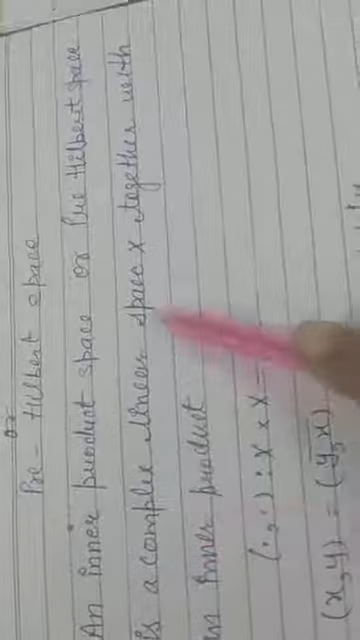 or
Pre-Hilbert space
An inner product space or Pre Hilbert space
is a complex linear space X together with
an inner product
(·,·) : X × X
(x, y) = (y, x)